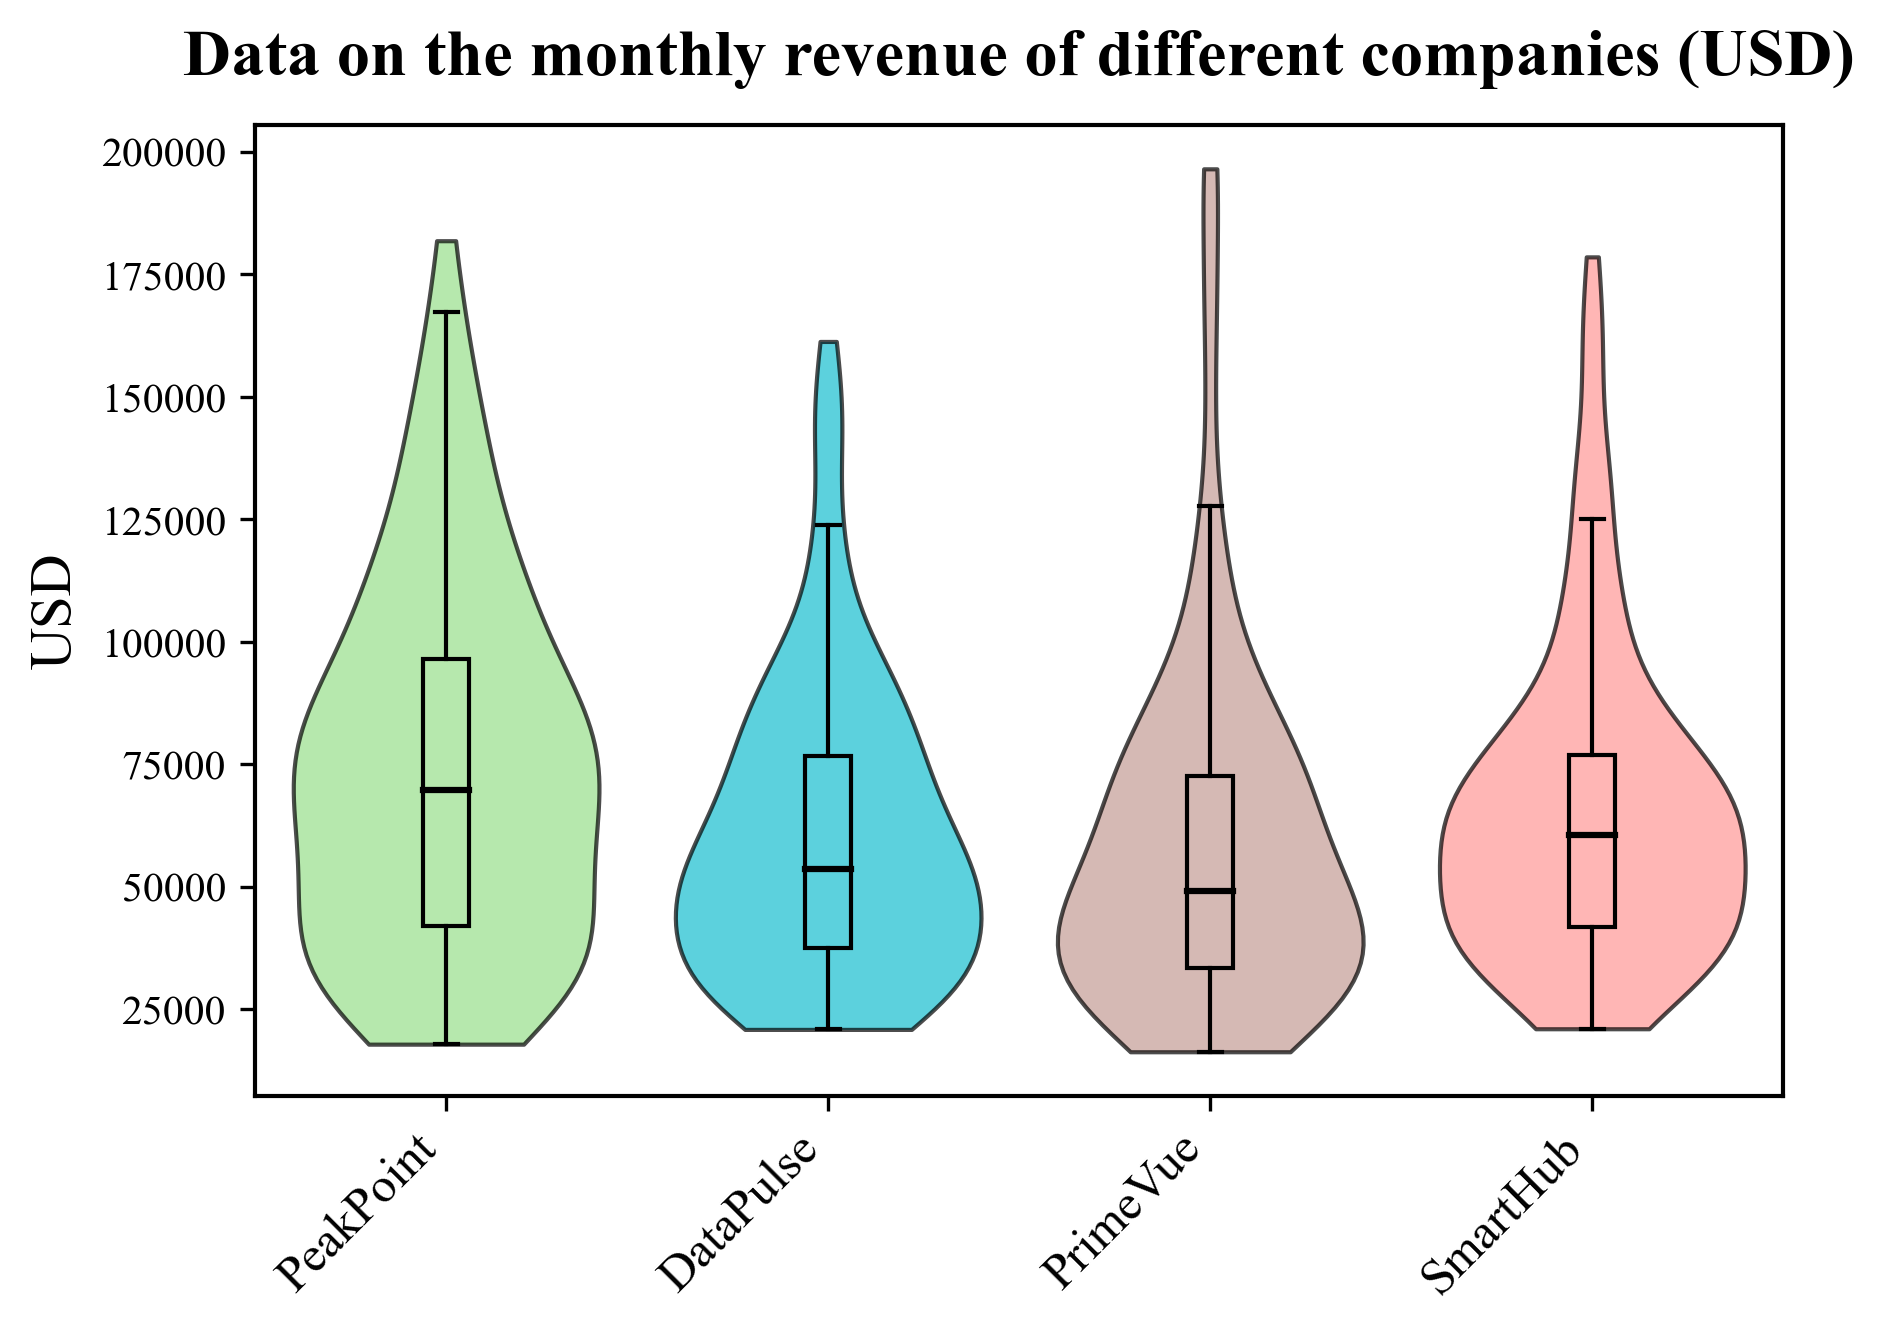 Data on the monthly revenue of different companies (USD)
USD
200000
175000
150000
125000
100000
75000
50000
25000
PeakPoint
DataPulse
PrimeVue
SmartHub